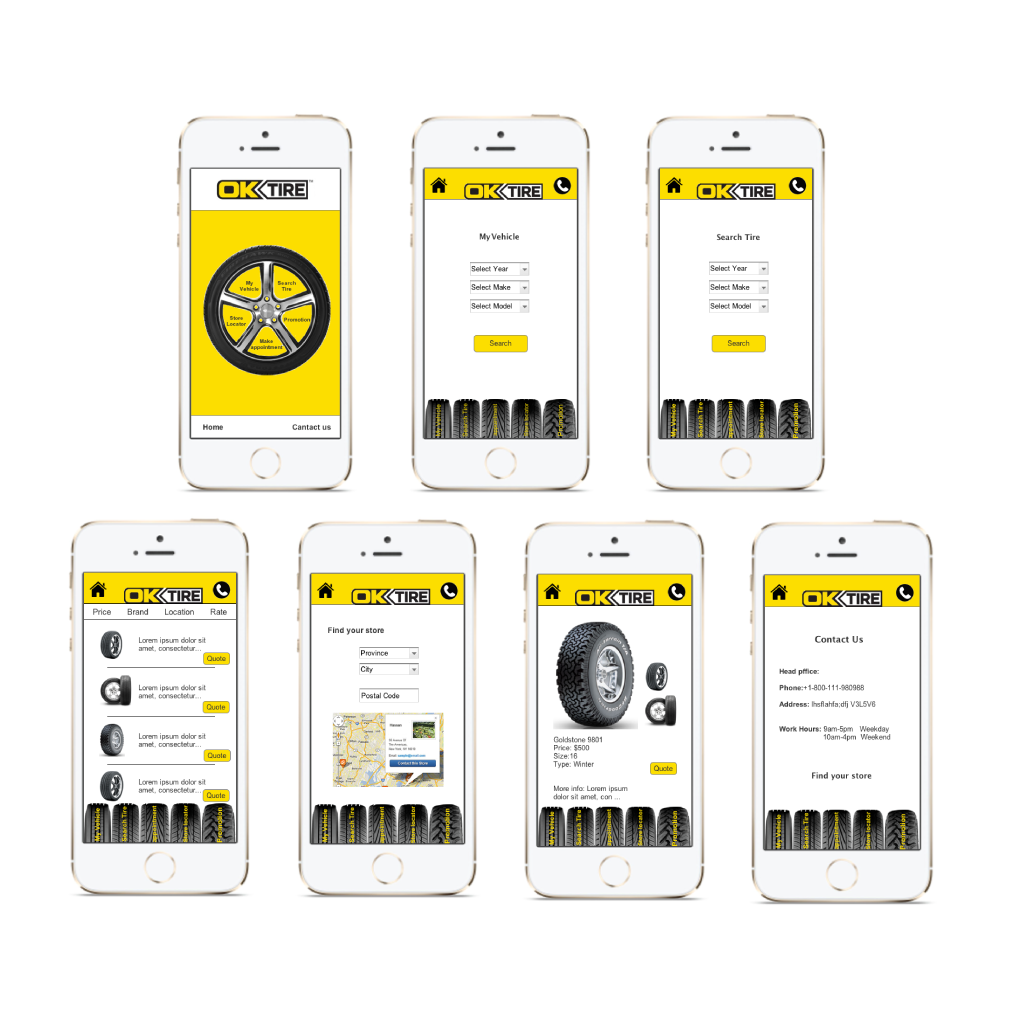 OK TIRE™
My
Vehicle
Search
Tire
Store
Locator
Promotion
Make
appointment
Home
Cantact us
OK TIRE
My Vehicle
Select Year
Select Make
Select Model
Search
My Vehicle
Search Tire
appointment
Store locator
Promotion
OK TIRE
Search Tire
Select Year
Select Make
Select Model
Search
My Vehicle
Search Tire
appointment
Store locator
Promotion
OK TIRE
Price Brand Location Rate
Lorem ipsum dolor sit
amet, consectetur...
Quote
Lorem ipsum dolor sit
amet, consectetur...
Quote
Lorem ipsum dolor sit
amet, consectetur...
Quote
Lorem ipsum dolor sit
amet, consectetur...
Quote
My Vehicle
Search Tire
appointment
Store locator
Promotion
OK TIRE
Find your store
Province
City
Postal Code
Contact the Store
My Vehicle
Search Tire
appointment
Store locator
Promotion
OK TIRE
Goldstone 9801
Price: $500
Size:16
Type: Winter
Quote
More info: Lorem ipsum
dolor sit amet, con ...
My Vehicle
Search Tire
appointment
Store locator
Promotion
OK TIRE
Contact Us
Head pffice:
Phone:+1-800-111-980988
Address: lhsflahfa;dfj V3L5V6
Work Hours: 9am-5pm Weekday
10am-4pm Weekend
Find your store
My Vehicle
Search Tire
appointment
Store locator
Promotion